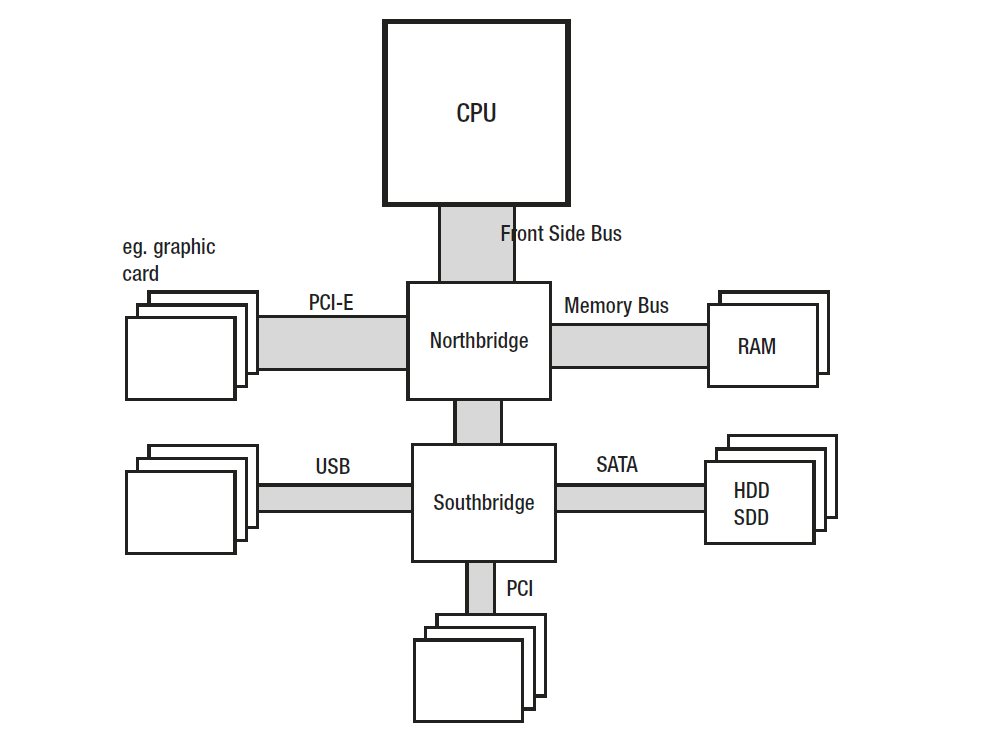 CPU
Front Side Bus
eg. graphic
card
PCI-E
Memory Bus
Northbridge
RAM
USB
SATA
Southbridge
HDD
SDD
PCI